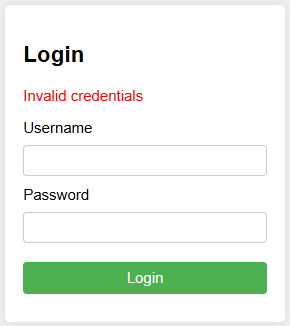 Login
Invalid credentials
Username
Password
Login